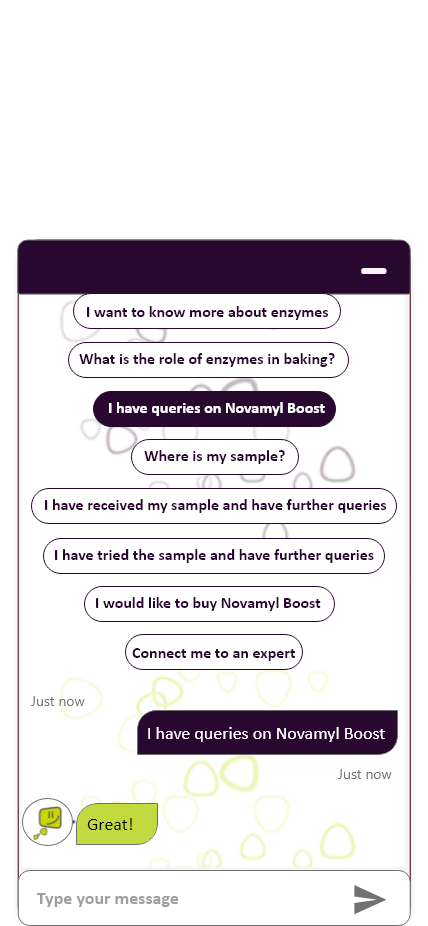 I want to know more about enzymes
What is the role of enzymes in baking?
I have queries on Novamyl Boost
Where is my sample?
I have received my sample and have further queries
I have tried the sample and have further queries
I would like to buy Novamyl Boost
Connect me to an expert
Just now
I have queries on Novamyl Boost
Just now
Great!
Type your message